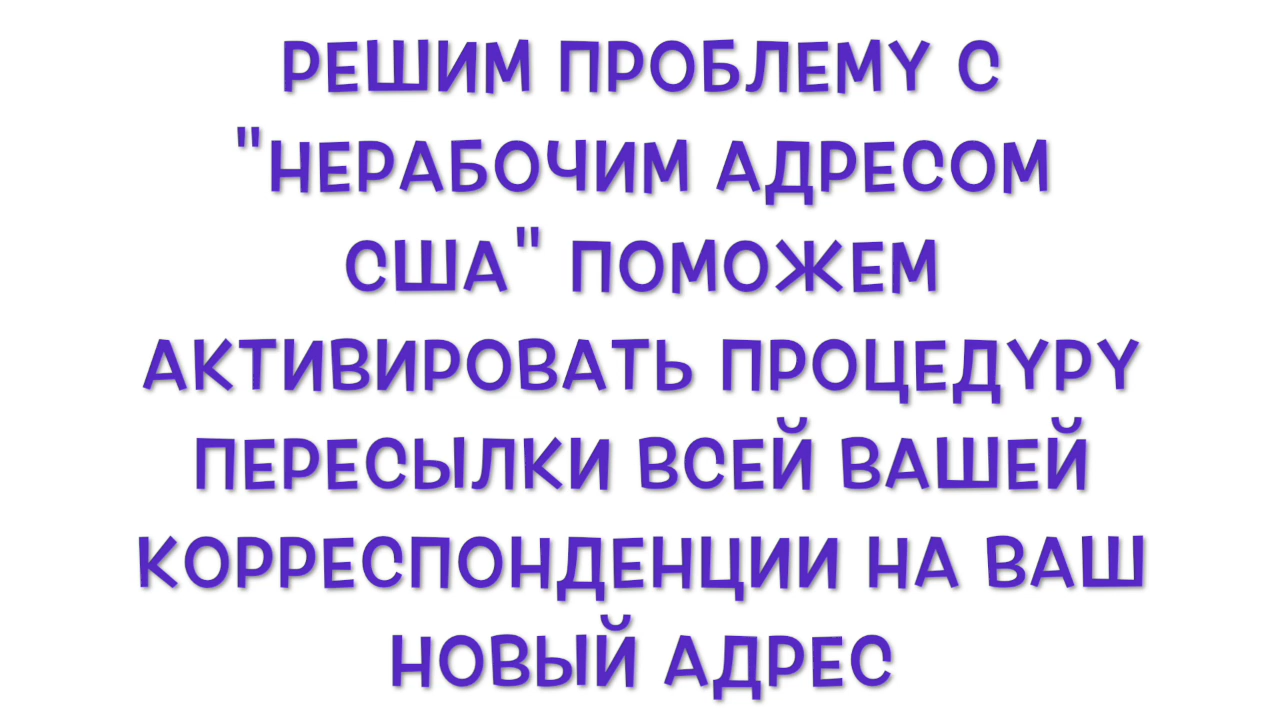 РЕШИМ ПРОБЛЕМУ С
"НЕРАБОЧИМ АДРЕСОМ
США" ПОМОЖЕМ
АКТИВИРОВАТЬ ПРОЦЕДУРУ
ПЕРЕСЫЛКИ ВСЕЙ ВАШЕЙ
КОРРЕСПОНДЕНЦИИ НА ВАШ
НОВЫЙ АДРЕС